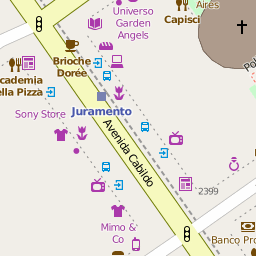 Universo
Garden
Angels
Aires
Capisci
Brioche
Dorée
Academia
ella Pizza
Sony Store
Juramento
Avenida Cabildo
2399
Mimo &
Co
Banco Pro